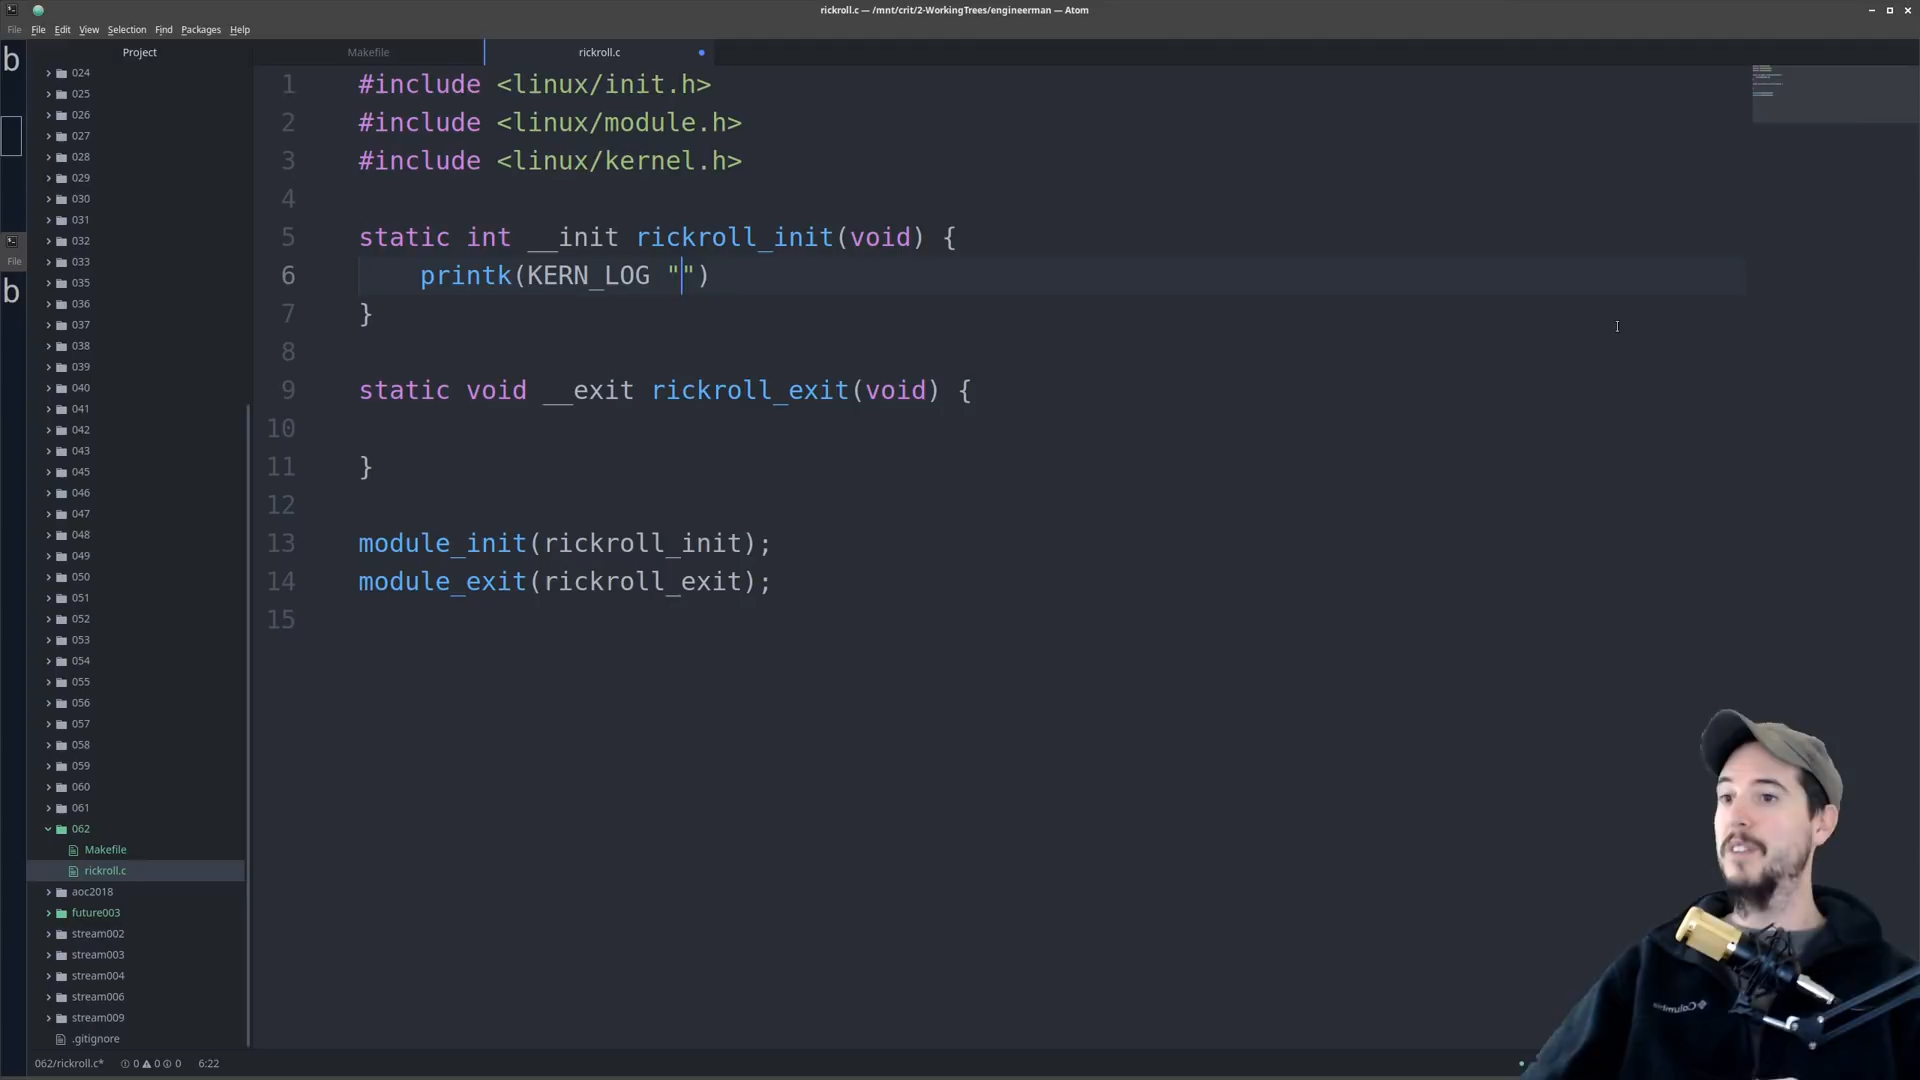 rickroll.c — /mnt/crit/2-WorkingTrees/engineerman — Atom
File
File Edit View Selection Find Packages Help
b
File
b
Project
024
025
026
027
028
029
030
031
032
033
035
036
037
038
039
040
041
042
043
045
046
047
048
049
050
051
052
053
054
055
056
057
058
059
060
061
062
Makefile
rickroll.c
aoc2018
future003
stream002
stream003
stream004
stream006
stream009
.gitignore
Makefile
rickroll.c
1 #include <linux/init.h>
2 #include <linux/module.h>
3 #include <linux/kernel.h>
4
5 static int __init rickroll_init(void) {
6 printk(KERN_LOG "")
7 }
8
9 static void __exit rickroll_exit(void) {
10
11 }
12
13 module_init(rickroll_init);
14 module_exit(rickroll_exit);
15
062/rickroll.c* 0 0 0 6:22
Columbia